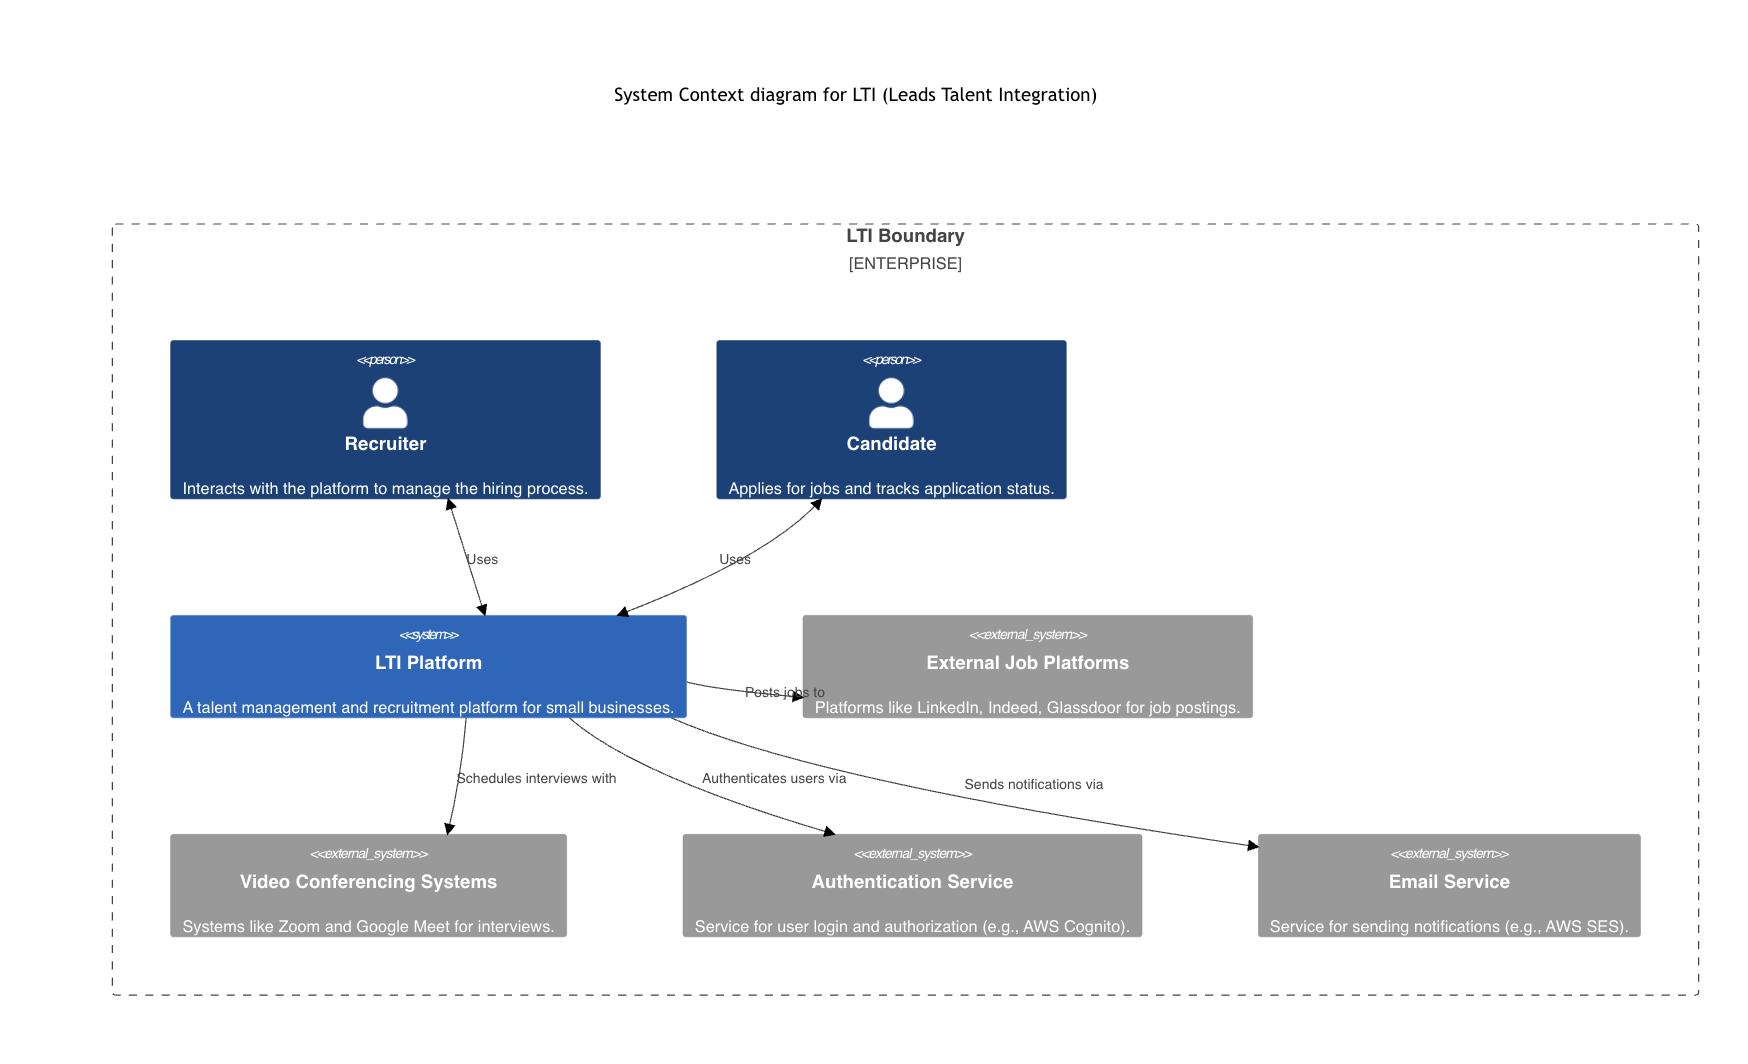 System Context diagram for LTI (Leads Talent Integration)
LTI Boundary
[ENTERPRISE]
<<person>>
Recruiter
Interacts with the platform to manage the hiring process.
<<person>>
Candidate
Applies for jobs and tracks application status.
Uses
Uses
<<system>>
LTI Platform
A talent management and recruitment platform for small businesses.
Posts jobs to
<<external_system>>
External Job Platforms
Platforms like LinkedIn, Indeed, Glassdoor for job postings.
Schedules interviews with
Authenticates users via
Sends notifications via
<<external_system>>
Video Conferencing Systems
Systems like Zoom and Google Meet for interviews.
<<external_system>>
Authentication Service
Service for user login and authorization (e.g., AWS Cognito).
<<external_system>>
Email Service
Service for sending notifications (e.g., AWS SES).